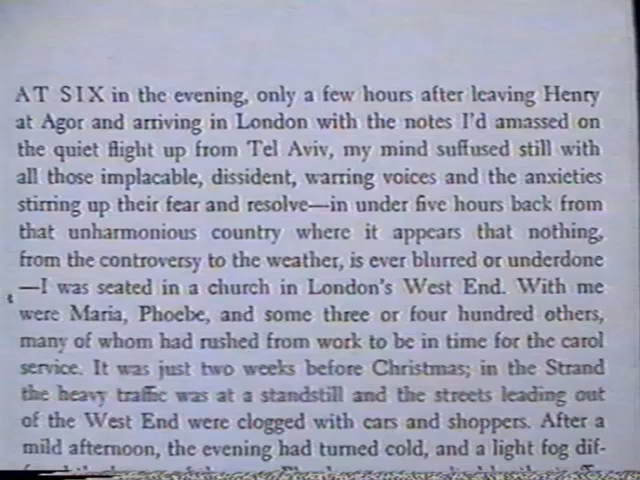 AT SIX in the evening, only a few hours after leaving Henry
at Agor and arriving in London with the notes I'd amassed on
the quiet flight up from Tel Aviv, my mind suffused still with
all those implacable, dissident, warring voices and the anxieties
stirring up their fear and resolve—in under five hours back from
that unharmonious country where it appears that nothing,
from the controversy to the weather, is ever blurred or underdone
—I was seated in a church in London's West End. With me
were Maria, Phoebe, and some three or four hundred others,
many of whom had rushed from work to be in time for the carol
service. It was just two weeks before Christmas; in the Strand
the heavy traffic was at a standstill and the streets leading out
of the West End were clogged with cars and shoppers. After a
mild afternoon, the evening had turned cold, and a light fog dif-